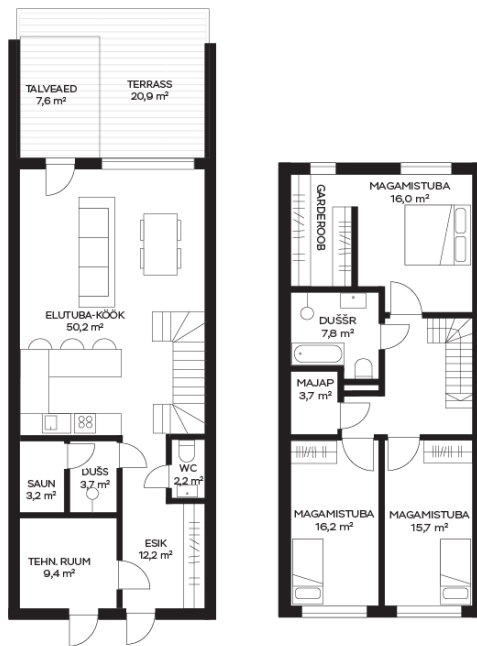 TALVEAED
7,6 m²
TERRASS
20,9 m²
ELUTUBA-KÖÖK
50,2 m²
SAUN
3,2 m²
DUŠS
3,7 m²
WC
2,2 m²
ESIK
12,2 m²
TEHN. RUUM
9,4 m²
GARDEROOB
MAGAMISTUBA
16,0 m²
DUŠŠR
7,8 m²
MAJAP
3,7 m²
MAGAMISTUBA
16,2 m²
MAGAMISTUBA
15,7 m²